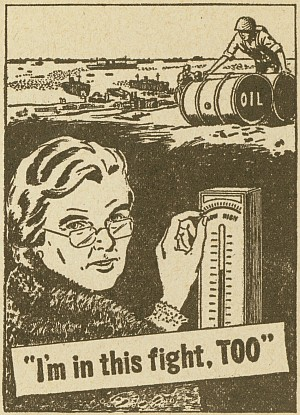 OIL
LOW HIGH
"I'm in this fight, TOO"